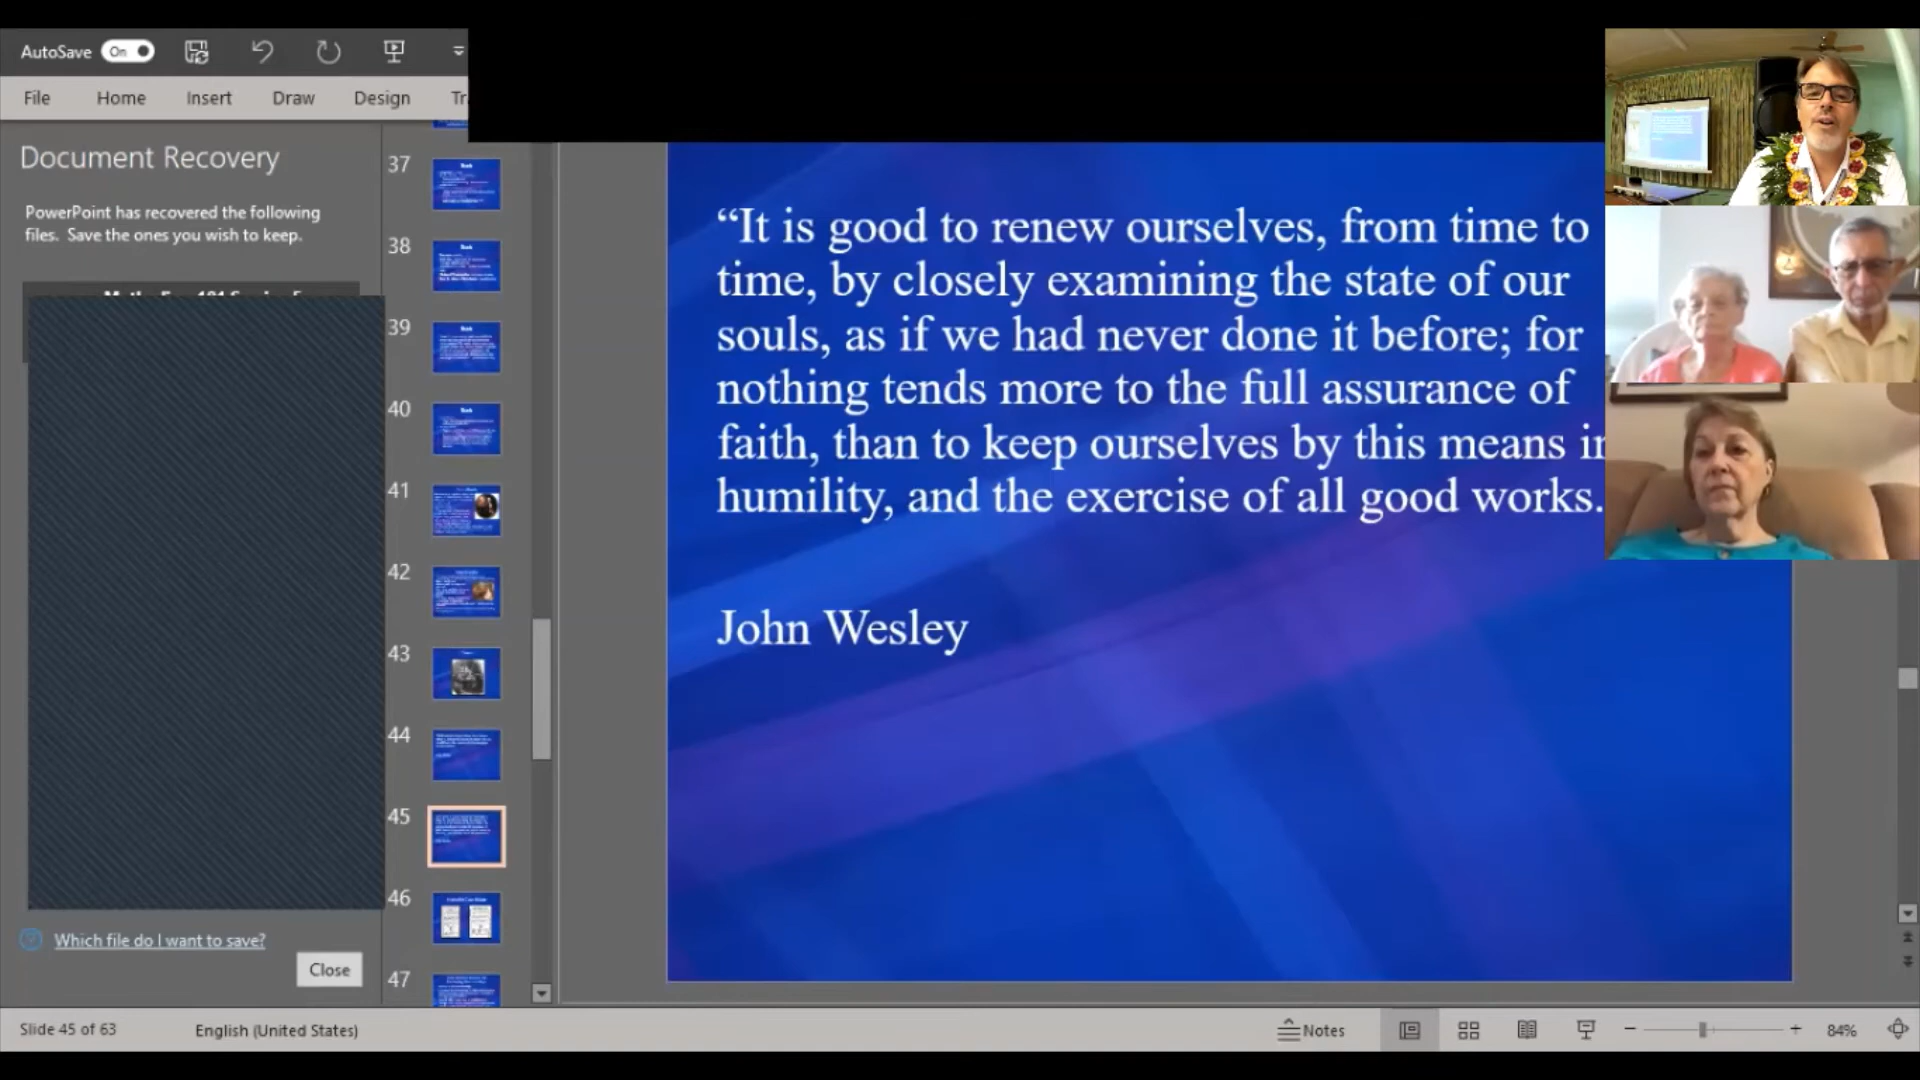 AutoSave On
File Home Insert Draw Design
Document Recovery
PowerPoint has recovered the following
files. Save the ones you wish to keep.
37
38
39
40
41
42
43
44
45
46
47
“It is good to renew ourselves, from time to
time, by closely examining the state of our
souls, as if we had never done it before; for
nothing tends more to the full assurance of
faith, than to keep ourselves by this means
humility, and the exercise of all good works.
John Wesley
Which file do I want to save?
Close
Slide 45 of 63 English (United States) Notes 84%